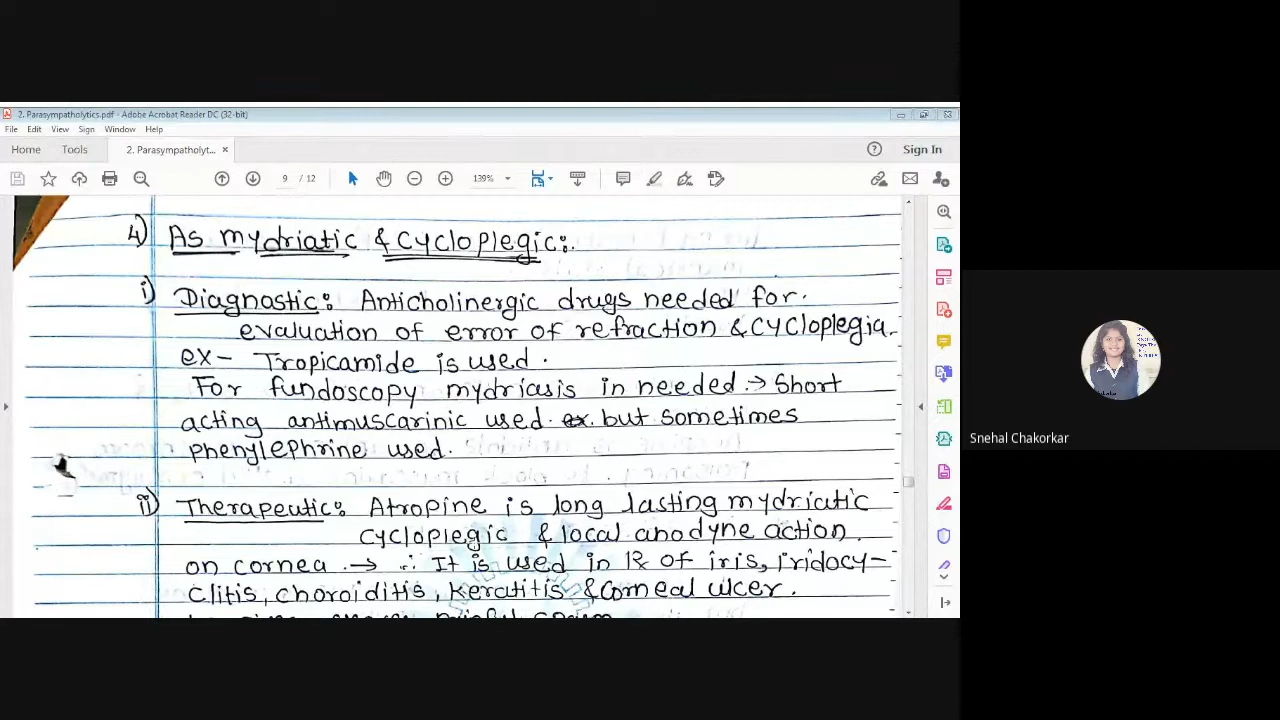 2. Parasympatholytics.pdf - Adobe Acrobat Reader DC (32-bit)
File Edit View Sign Window Help
Home Tools 2. Parasympatholyt... × Sign In
9 / 12 139%
4) As mydriatic & cycloplegic:.
i) Diagnostic: Anticholinergic drugs needed for.
evaluation of error of refraction & cycloplegia.
ex- Tropicamide is used.
For fundoscopy mydriasis in needed. → Short
acting antimuscarinic used. ex. but sometimes
phenylephrine used.
ii) Therapeutic: Atropine is long lasting mydriatic
cycloplegic & local anodyne action.
on cornea → ∴ It is used in Rx of iris, iridocy-
clitis, choroiditis, keratitis & corneal ulcer.
Snehal Chakorkar